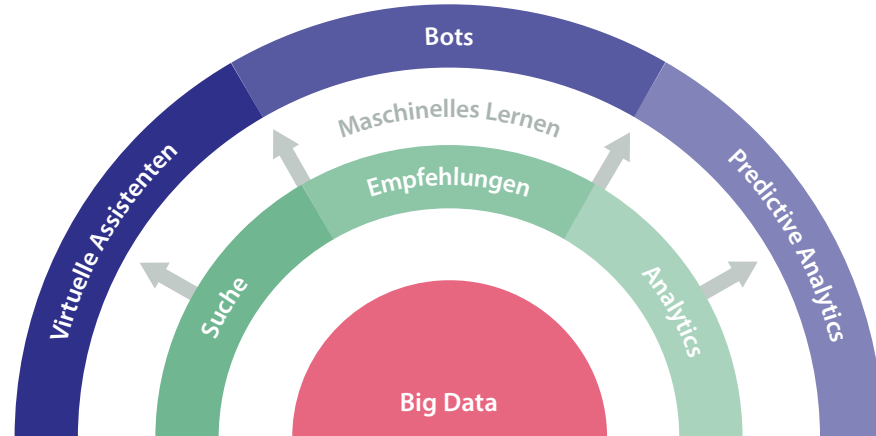 Bots
Maschinelles Lernen
Virtuelle Assistenten
Empfehlungen
Predictive Analytics
Suche
Analytics
Big Data